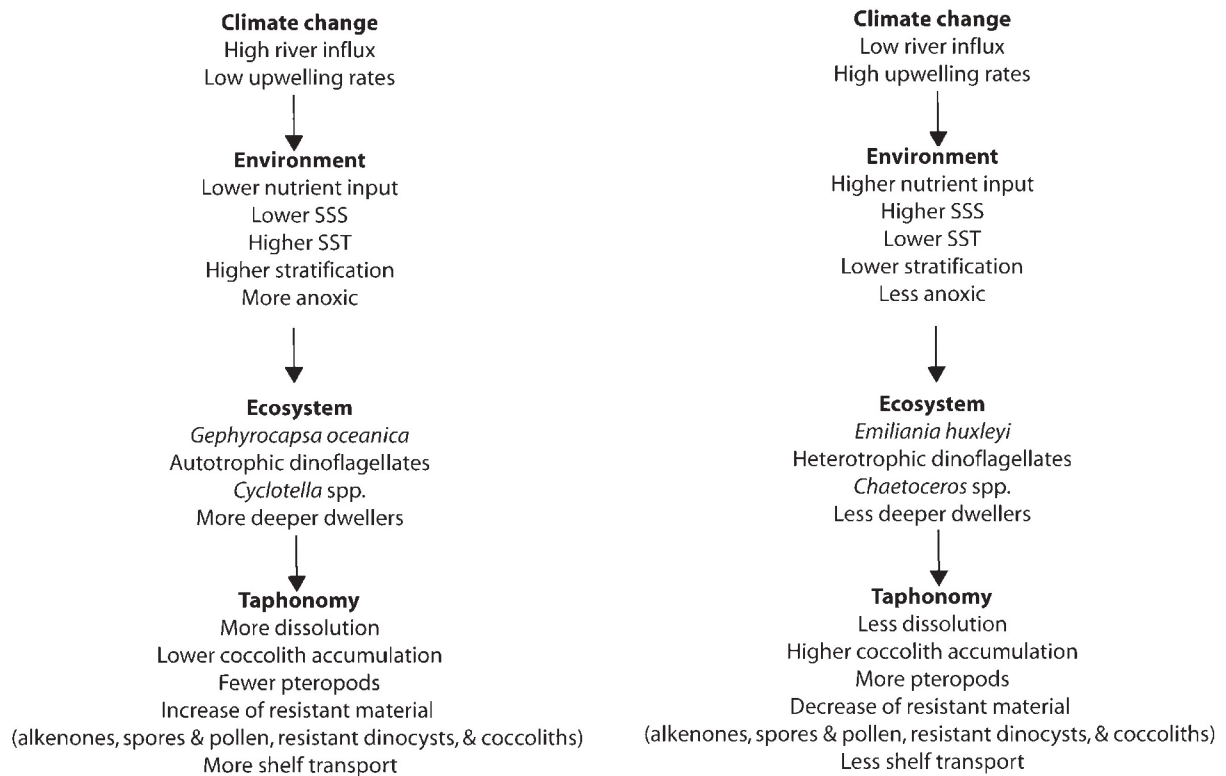 Climate change
High river influx
Low upwelling rates
Environment
Lower nutrient input
Lower SSS
Higher SST
Higher stratification
More anoxic
Ecosystem
Gephyrocapsa oceanica
Autotrophic dinoflagellates
Cyclotella spp.
More deeper dwellers
Taphonomy
More dissolution
Lower coccolith accumulation
Fewer pteropods
Increase of resistant material
(alkenones, spores & pollen, resistant dinocysts, & coccoliths)
More shelf transport
Climate change
Low river influx
High upwelling rates
Environment
Higher nutrient input
Higher SSS
Lower SST
Lower stratification
Less anoxic
Ecosystem
Emiliania huxleyi
Heterotrophic dinoflagellates
Chaetoceros spp.
Less deeper dwellers
Taphonomy
Less dissolution
Higher coccolith accumulation
More pteropods
Decrease of resistant material
(alkenones, spores & pollen, resistant dinocysts, & coccoliths)
Less shelf transport